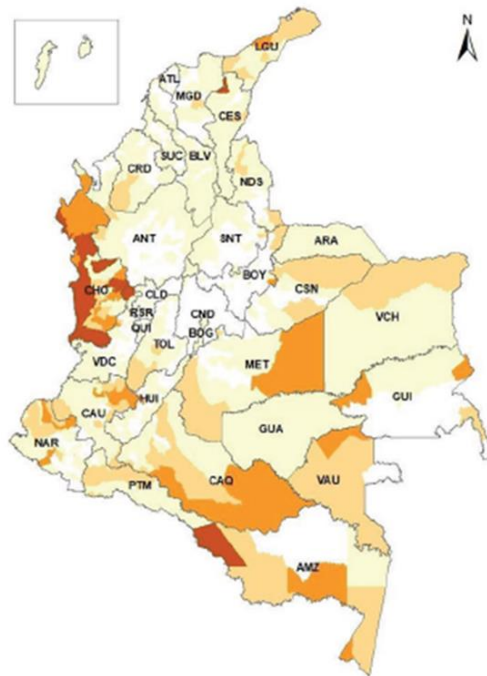 N
LGU
ATL
MGD
CES
SUC
BLV
CRD
NDS
ANT
SNT
ARA
BOY
CHO
CLD
CSN
RSR
CND
VCH
QUI
BOG
TOL
MET
VDC
HUI
GUI
CAU
GUA
NAR
CAQ
VAU
PTM
AMZ